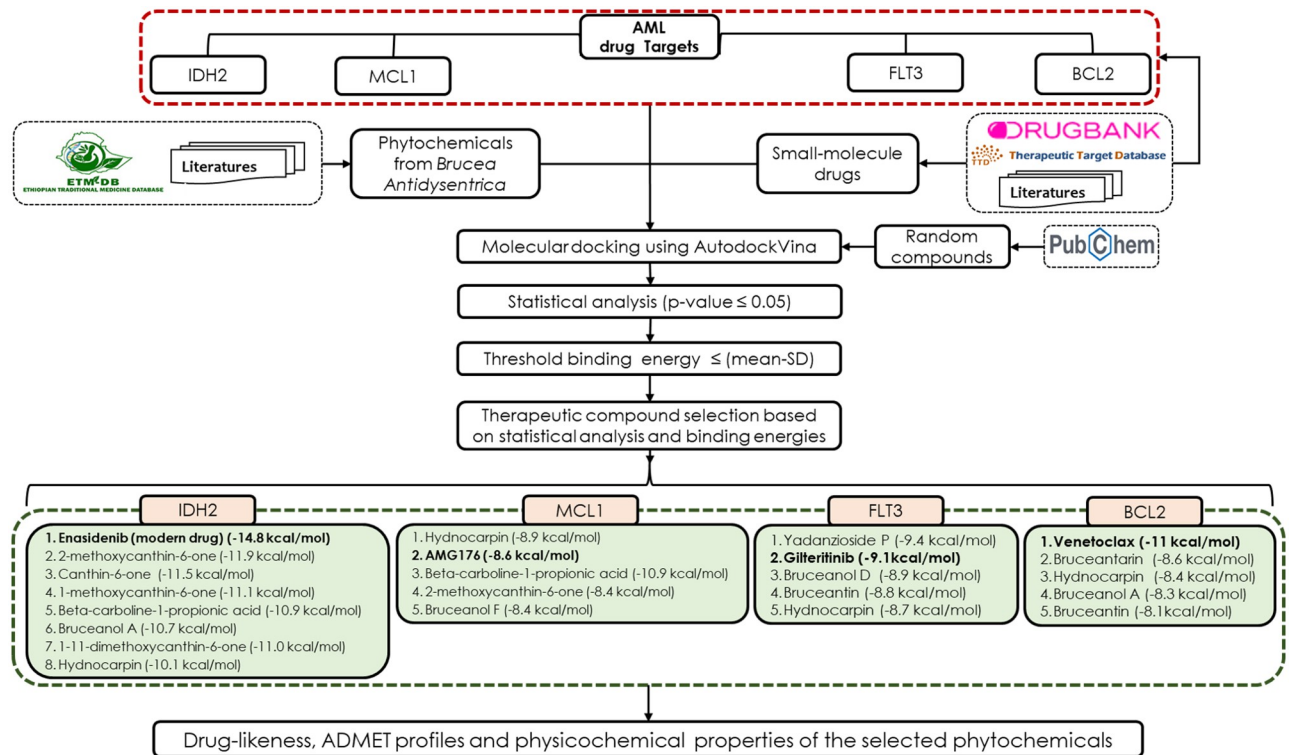 AML
drug Targets
IDH2
MCL1
FLT3
BCL2
ETM DB
ETHIOPIAN TRADITIONAL MEDICINE DATABASE
Literatures
Phytochemicals
from Brucea
Antidysentrica
Small-molecule
drugs
DRUGBANK
TTD Therapeutic Target Database
Literatures
Molecular docking using AutodockVina
Random
compounds
PubChem
Statistical analysis (p-value ≤ 0.05)
Threshold binding energy ≤ (mean-SD)
Therapeutic compound selection based
on statistical analysis and binding energies
IDH2
1. Enasidenib (modern drug) (-14.8 kcal/mol)
2. 2-methoxycanthin-6-one (-11.9 kcal/mol)
3. Canthin-6-one (-11.5 kcal/mol)
4. 1-methoxycanthin-6-one (-11.1 kcal/mol)
5. Beta-carboline-1-propionic acid (-10.9 kcal/mol)
6. Bruceanol A (-10.7 kcal/mol)
7. 1-11-dimethoxycanthin-6-one (-11.0 kcal/mol)
8. Hydnocarpin (-10.1 kcal/mol)
MCL1
1. Hydnocarpin (-8.9 kcal/mol)
2. AMG176 (-8.6 kcal/mol)
3. Beta-carboline-1-propionic acid (-10.9 kcal/mol)
4. 2-methoxycanthin-6-one (-8.4 kcal/mol)
5. Bruceanol F (-8.4 kcal/mol)
FLT3
1. Yadanzioside P (-9.4 kcal/mol)
2. Gilteritinib (-9.1kcal/mol)
3. Bruceanol D (-8.9 kcal/mol)
4. Bruceantin (-8.8 kcal/mol)
5. Hydnocarpin (-8.7 kcal/mol)
BCL2
1. Venetoclax (-11 kcal/mol)
2. Bruceantarin (-8.6 kcal/mol)
3. Hydnocarpin (-8.4 kcal/mol)
4. Bruceanol A (-8.3 kcal/mol)
5. Bruceantin (-8.1kcal/mol)
Drug-likeness, ADMET profiles and physicochemical properties of the selected phytochemicals